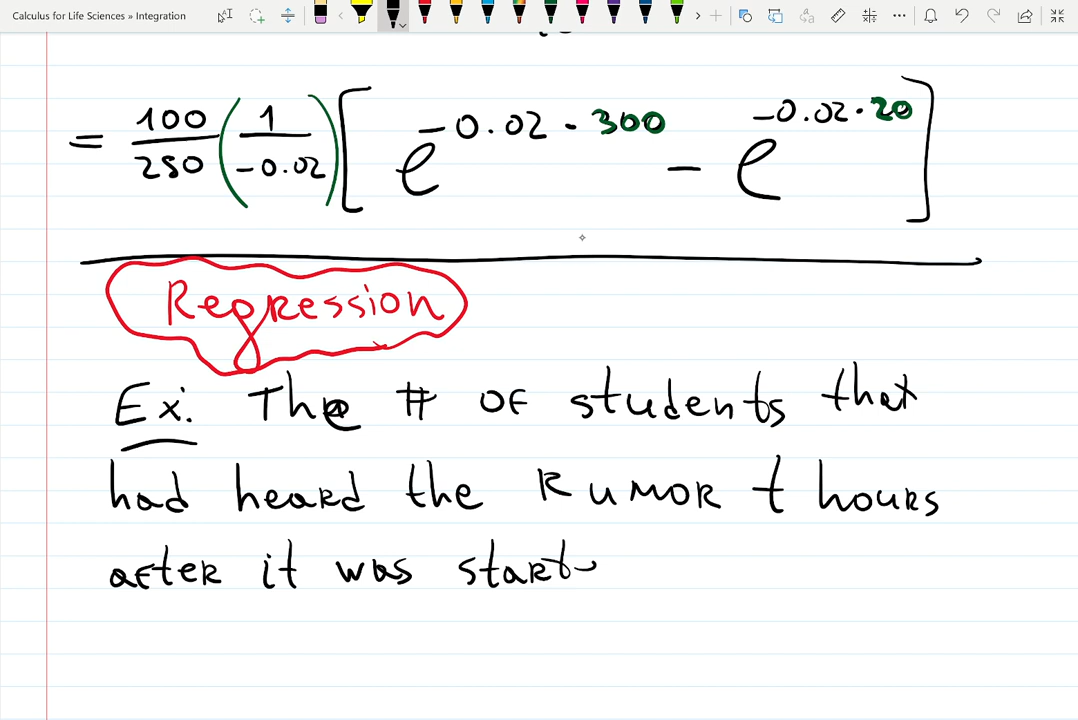 Calculus for Life Sciences » Integration
= 100/250 (1/-0.02) [e^-0.02·300 - e^-0.02·20]
Regression
Ex: The # of students that
had heard the rumor t hours
after it was start